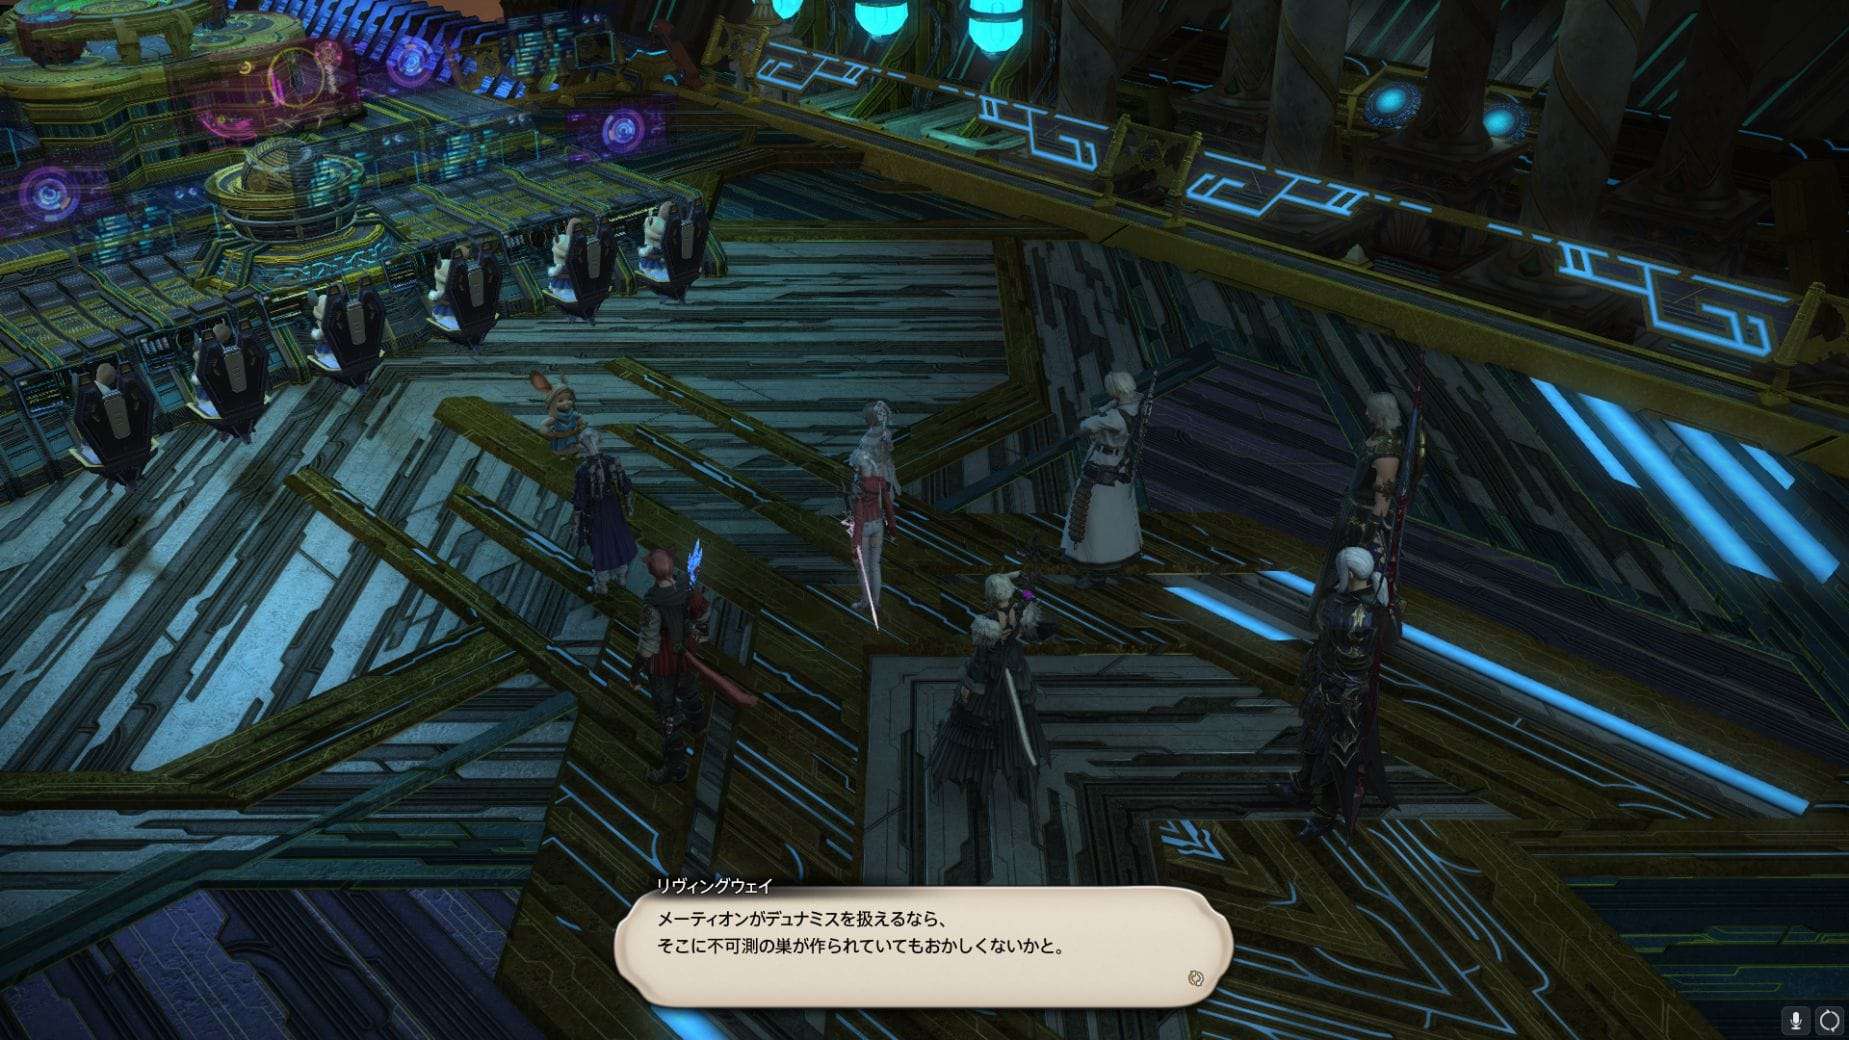 リヴィングウェイ
メーティオンがデュナミスを扱えるなら、
そこに不可測の巣が作られていてもおかしくないかと。